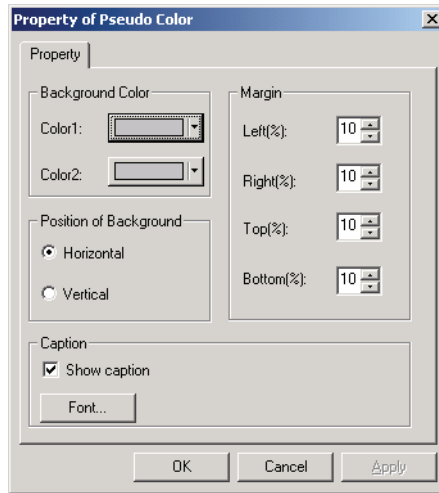 Property of Pseudo Color
Property
Background Color
Color1:
Color2:
Position of Background
Horizontal
Vertical
Margin
Left(%): 10
Right(%): 10
Top(%): 10
Bottom(%): 10
Caption
Show caption
Font...
OK Cancel Apply